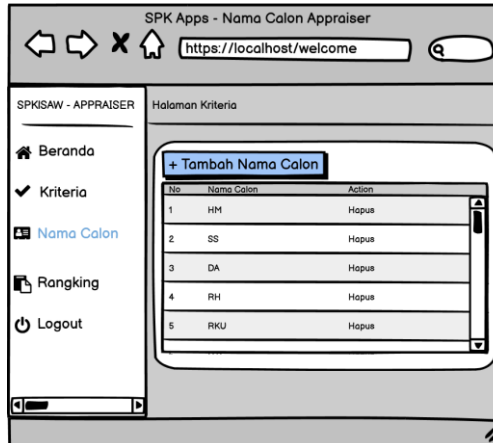 SPK Apps - Nama Calon Appraiser
https://localhost/welcome
SPKISAW - APPRAISER
Halaman Kriteria
Beranda
Kriteria
Nama Calon
Rangking
Logout
+ Tambah Nama Calon
No Nama Calon Action
1 HM Hapus
2 SS Hapus
3 DA Hapus
4 RH Hapus
5 RKU Hapus